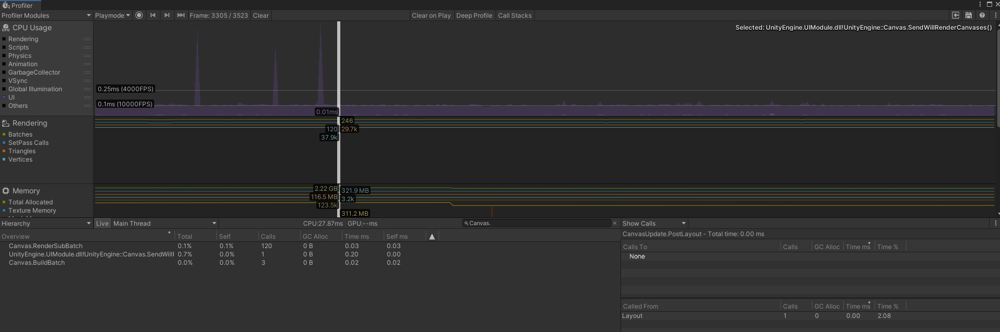 Profiler
Profiler Modules Playmode Frame: 3305 / 3523 Clear Clear on Play Deep Profile Call Stacks
CPU Usage
Rendering
Scripts
Physics
Animation
GarbageCollector
VSync
Global Illumination
UI
Others
Selected: UnityEngine.UIModule.dll!UnityEngine::Canvas.SendWillRenderCanvases()
0.25ms (4000FPS)
0.1ms (10000FPS)
0.01ms
Rendering
Batches
SetPass Calls
Triangles
Vertices
246
120 29.7k
37.9k
Memory
Total Allocated
Texture Memory
2.22 GB 321.9 MB
116.5 MB 3.2k
123.5k
311.2 MB
Hierarchy Live Main Thread CPU:27.87ms GPU:--ms Canvas.
Overview Total Self Calls GC Alloc Time ms Self ms
Canvas.RenderSubBatch 0.1% 0.1% 120 0 B 0.03 0.03
UnityEngine.UIModule.dll!UnityEngine::Canvas.SendWill 0.7% 0.0% 1 0 B 0.20 0.00
Canvas.BuildBatch 0.0% 0.0% 3 0 B 0.02 0.02
Show Calls
CanvasUpdate.PostLayout - Total time: 0.00 ms
Calls To Calls GC Alloc Time ms Time %
None
Called From Calls GC Alloc Time ms Time %
Layout 1 0 0.00 2.08